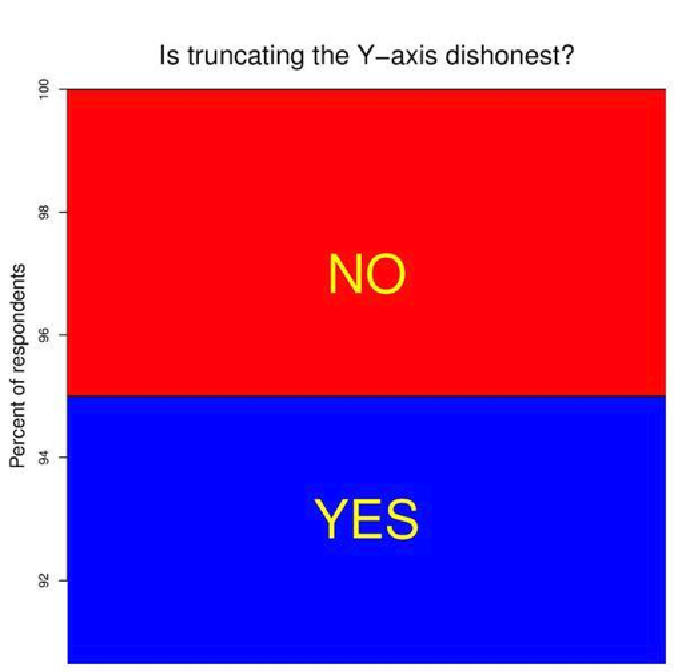 Is truncating the Y−axis dishonest?
100
98
96
94
92
Percent of respondents
NO
YES